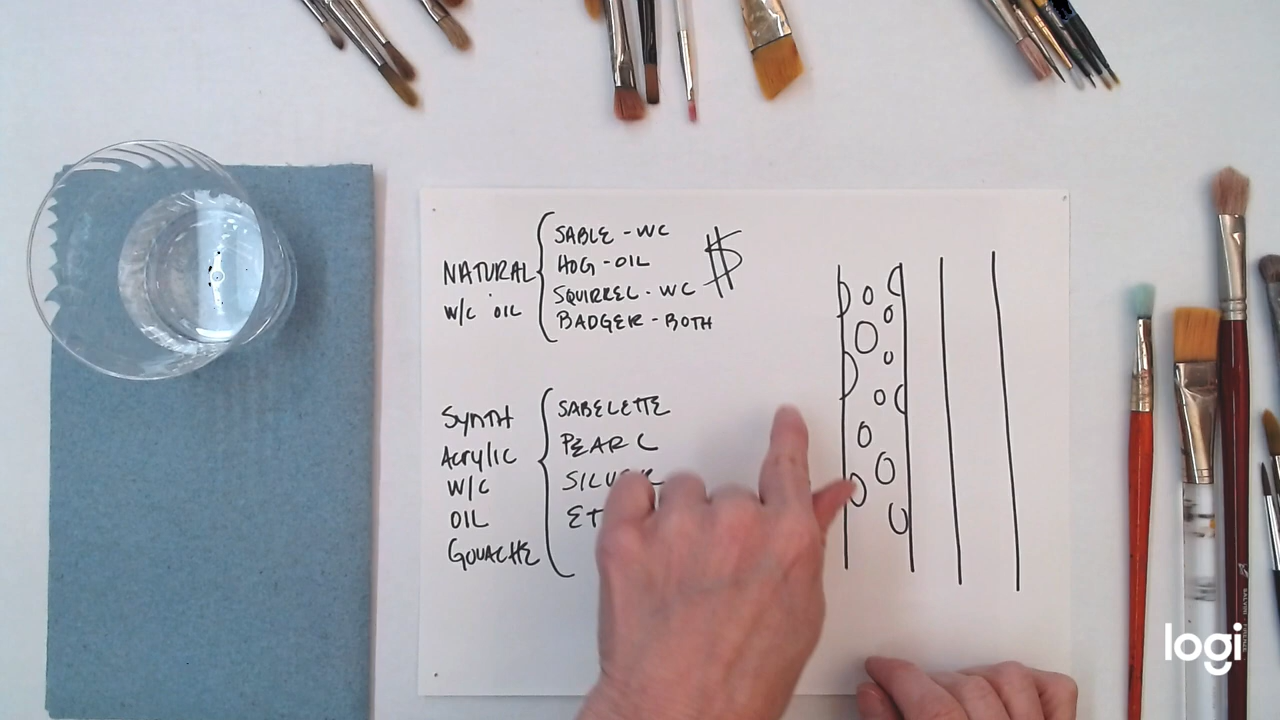 NATURAL
W/C OIL
SABLE - WC
HOG - OIL
SQUIRREL - WC
BADGER - BOTH
$
SYNTH
Acrylic
W/C
OIL
GOUACHE
SABELETTE
PEARL
logi